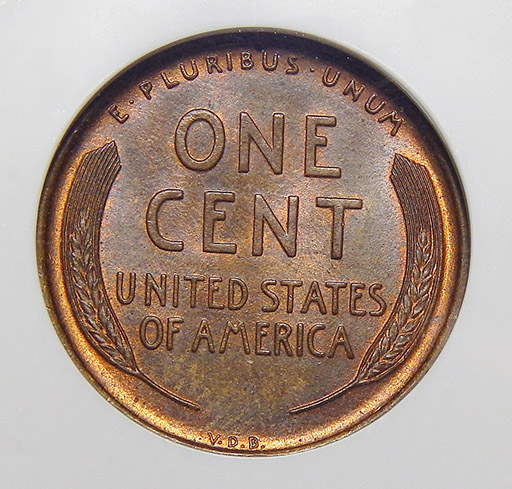 E·PLURIBUS·UNUM
ONE
CENT
UNITED STATES
OF AMERICA
V.D.B.